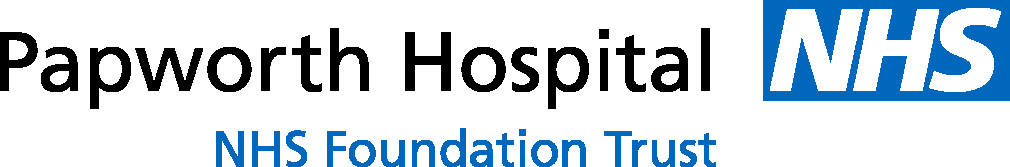 Papworth Hospital NHS
NHS Foundation Trust